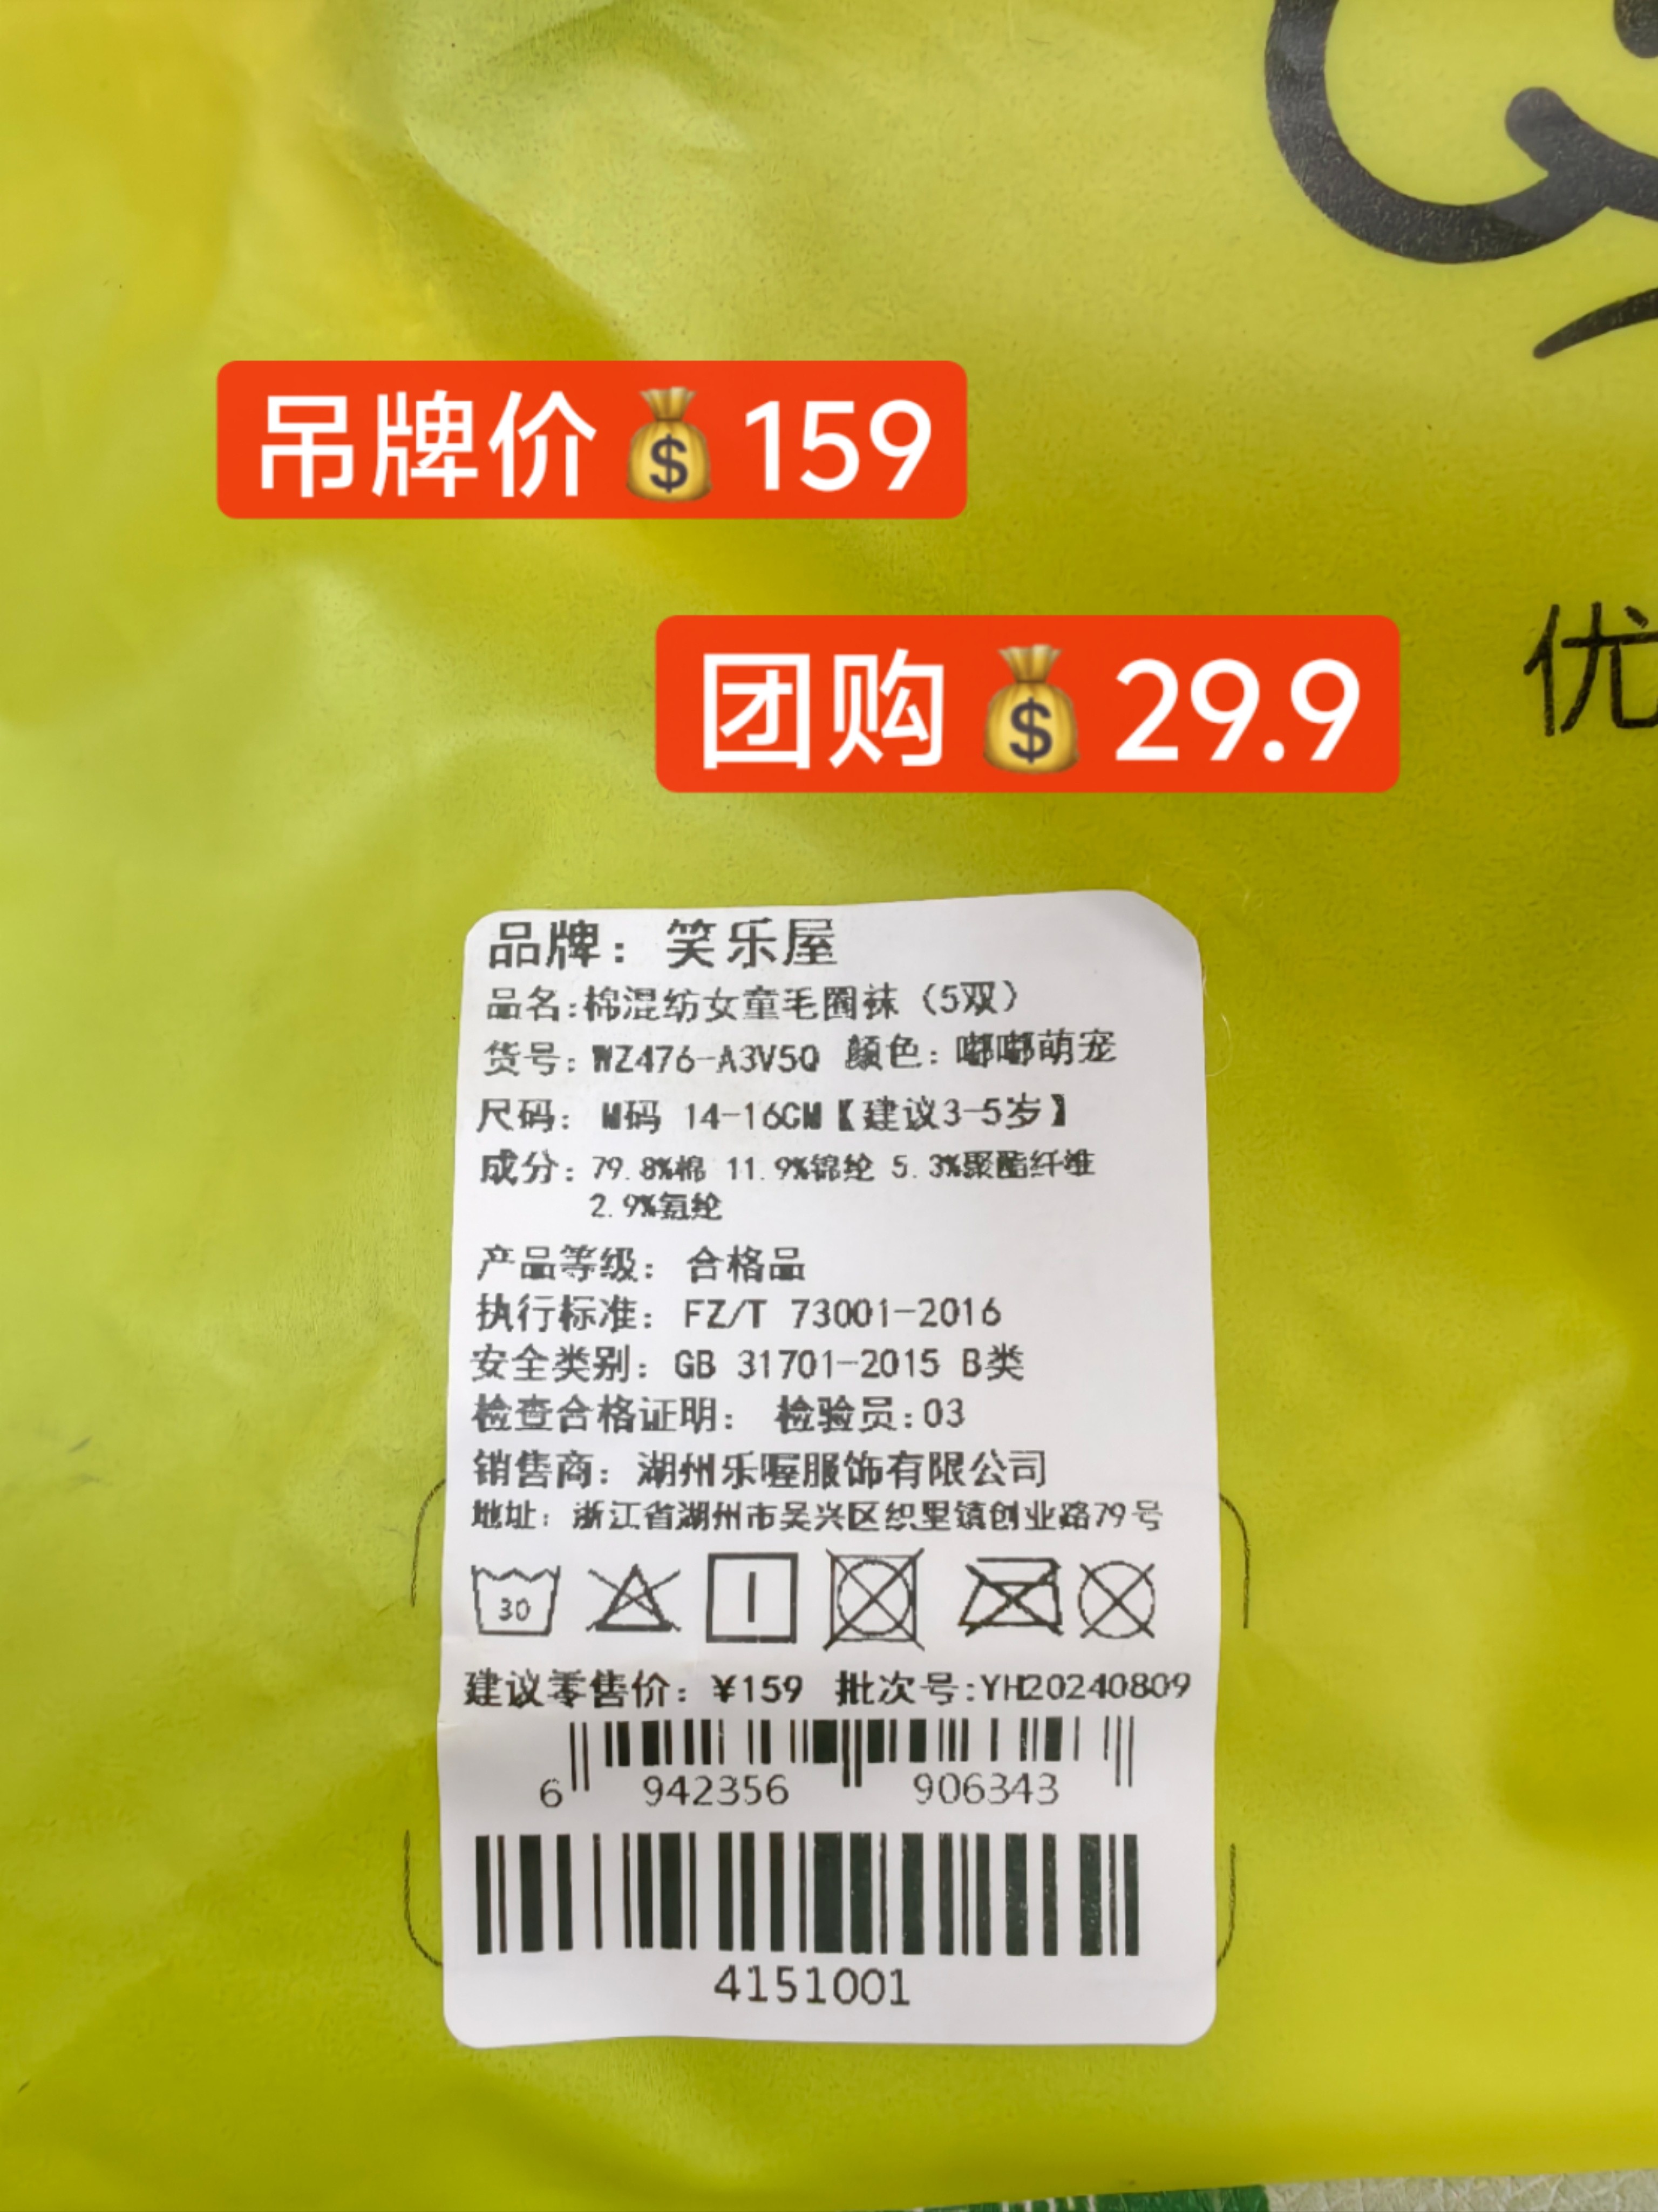 吊牌价💰159
团购💰29.9
优
品牌：笑乐屋
品名:棉混纺女童毛圈袜（5双）
货号：WZ476-A3V5Q 颜色：嘟嘟萌宠
尺码： M码 14-16CM【建议3-5岁】
成分：79.8%棉 11.9%锦纶 5.3%聚酯纤维
2.9%氨纶
产品等级： 合格品
执行标准： FZ/T 73001-2016
安全类别：GB 31701-2015 B类
检查合格证明： 检验员:03
销售商：湖州乐喔服饰有限公司
地址：浙江省湖州市吴兴区织里镇创业路79号
30
建议零售价：¥159 批次号:YH20240809
6 942356 906343
4151001